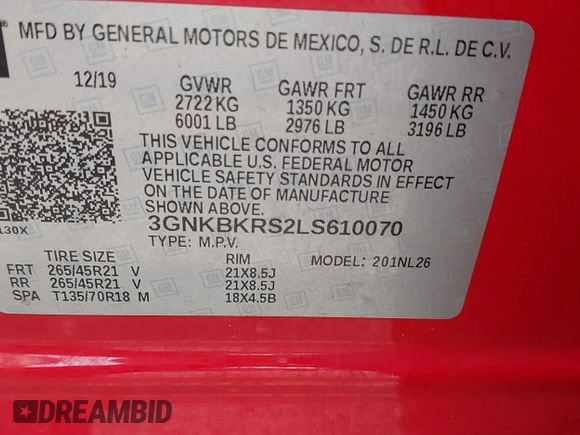 MFD BY GENERAL MOTORS DE MEXICO, S. DE R.L. DE C.V.
12/19 GVWR GAWR FRT GAWR RR
2722 KG 1350 KG 1450 KG
6001 LB 2976 LB 3196 LB
THIS VEHICLE CONFORMS TO ALL
APPLICABLE U.S. FEDERAL MOTOR
VEHICLE SAFETY STANDARDS IN EFFECT
ON THE DATE OF MANUFACTURE
SHOWN ABOVE.
130X
3GNKBKRS2LS610070
TYPE: M.P.V.
TIRE SIZE RIM MODEL: 201NL26
FRT 265/45R21 V 21X8.5J
RR 265/45R21 V 21X8.5J
SPA T135/70R18 M 18X4.5B
DREAMBID